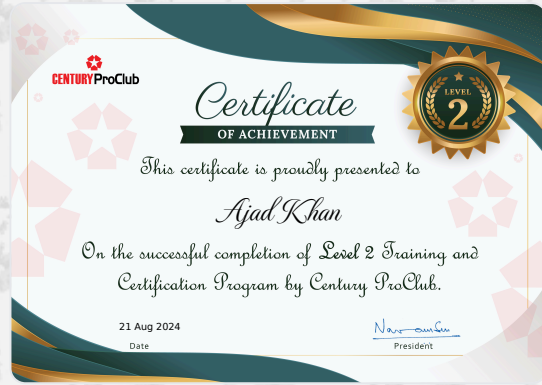 CENTURY ProClub
Certificate
OF ACHIEVEMENT
LEVEL
2
This certificate is proudly presented to
Ajad Khan
On the successful completion of Level 2 Training and
Certification Program by Century ProClub.
21 Aug 2024
Date
President